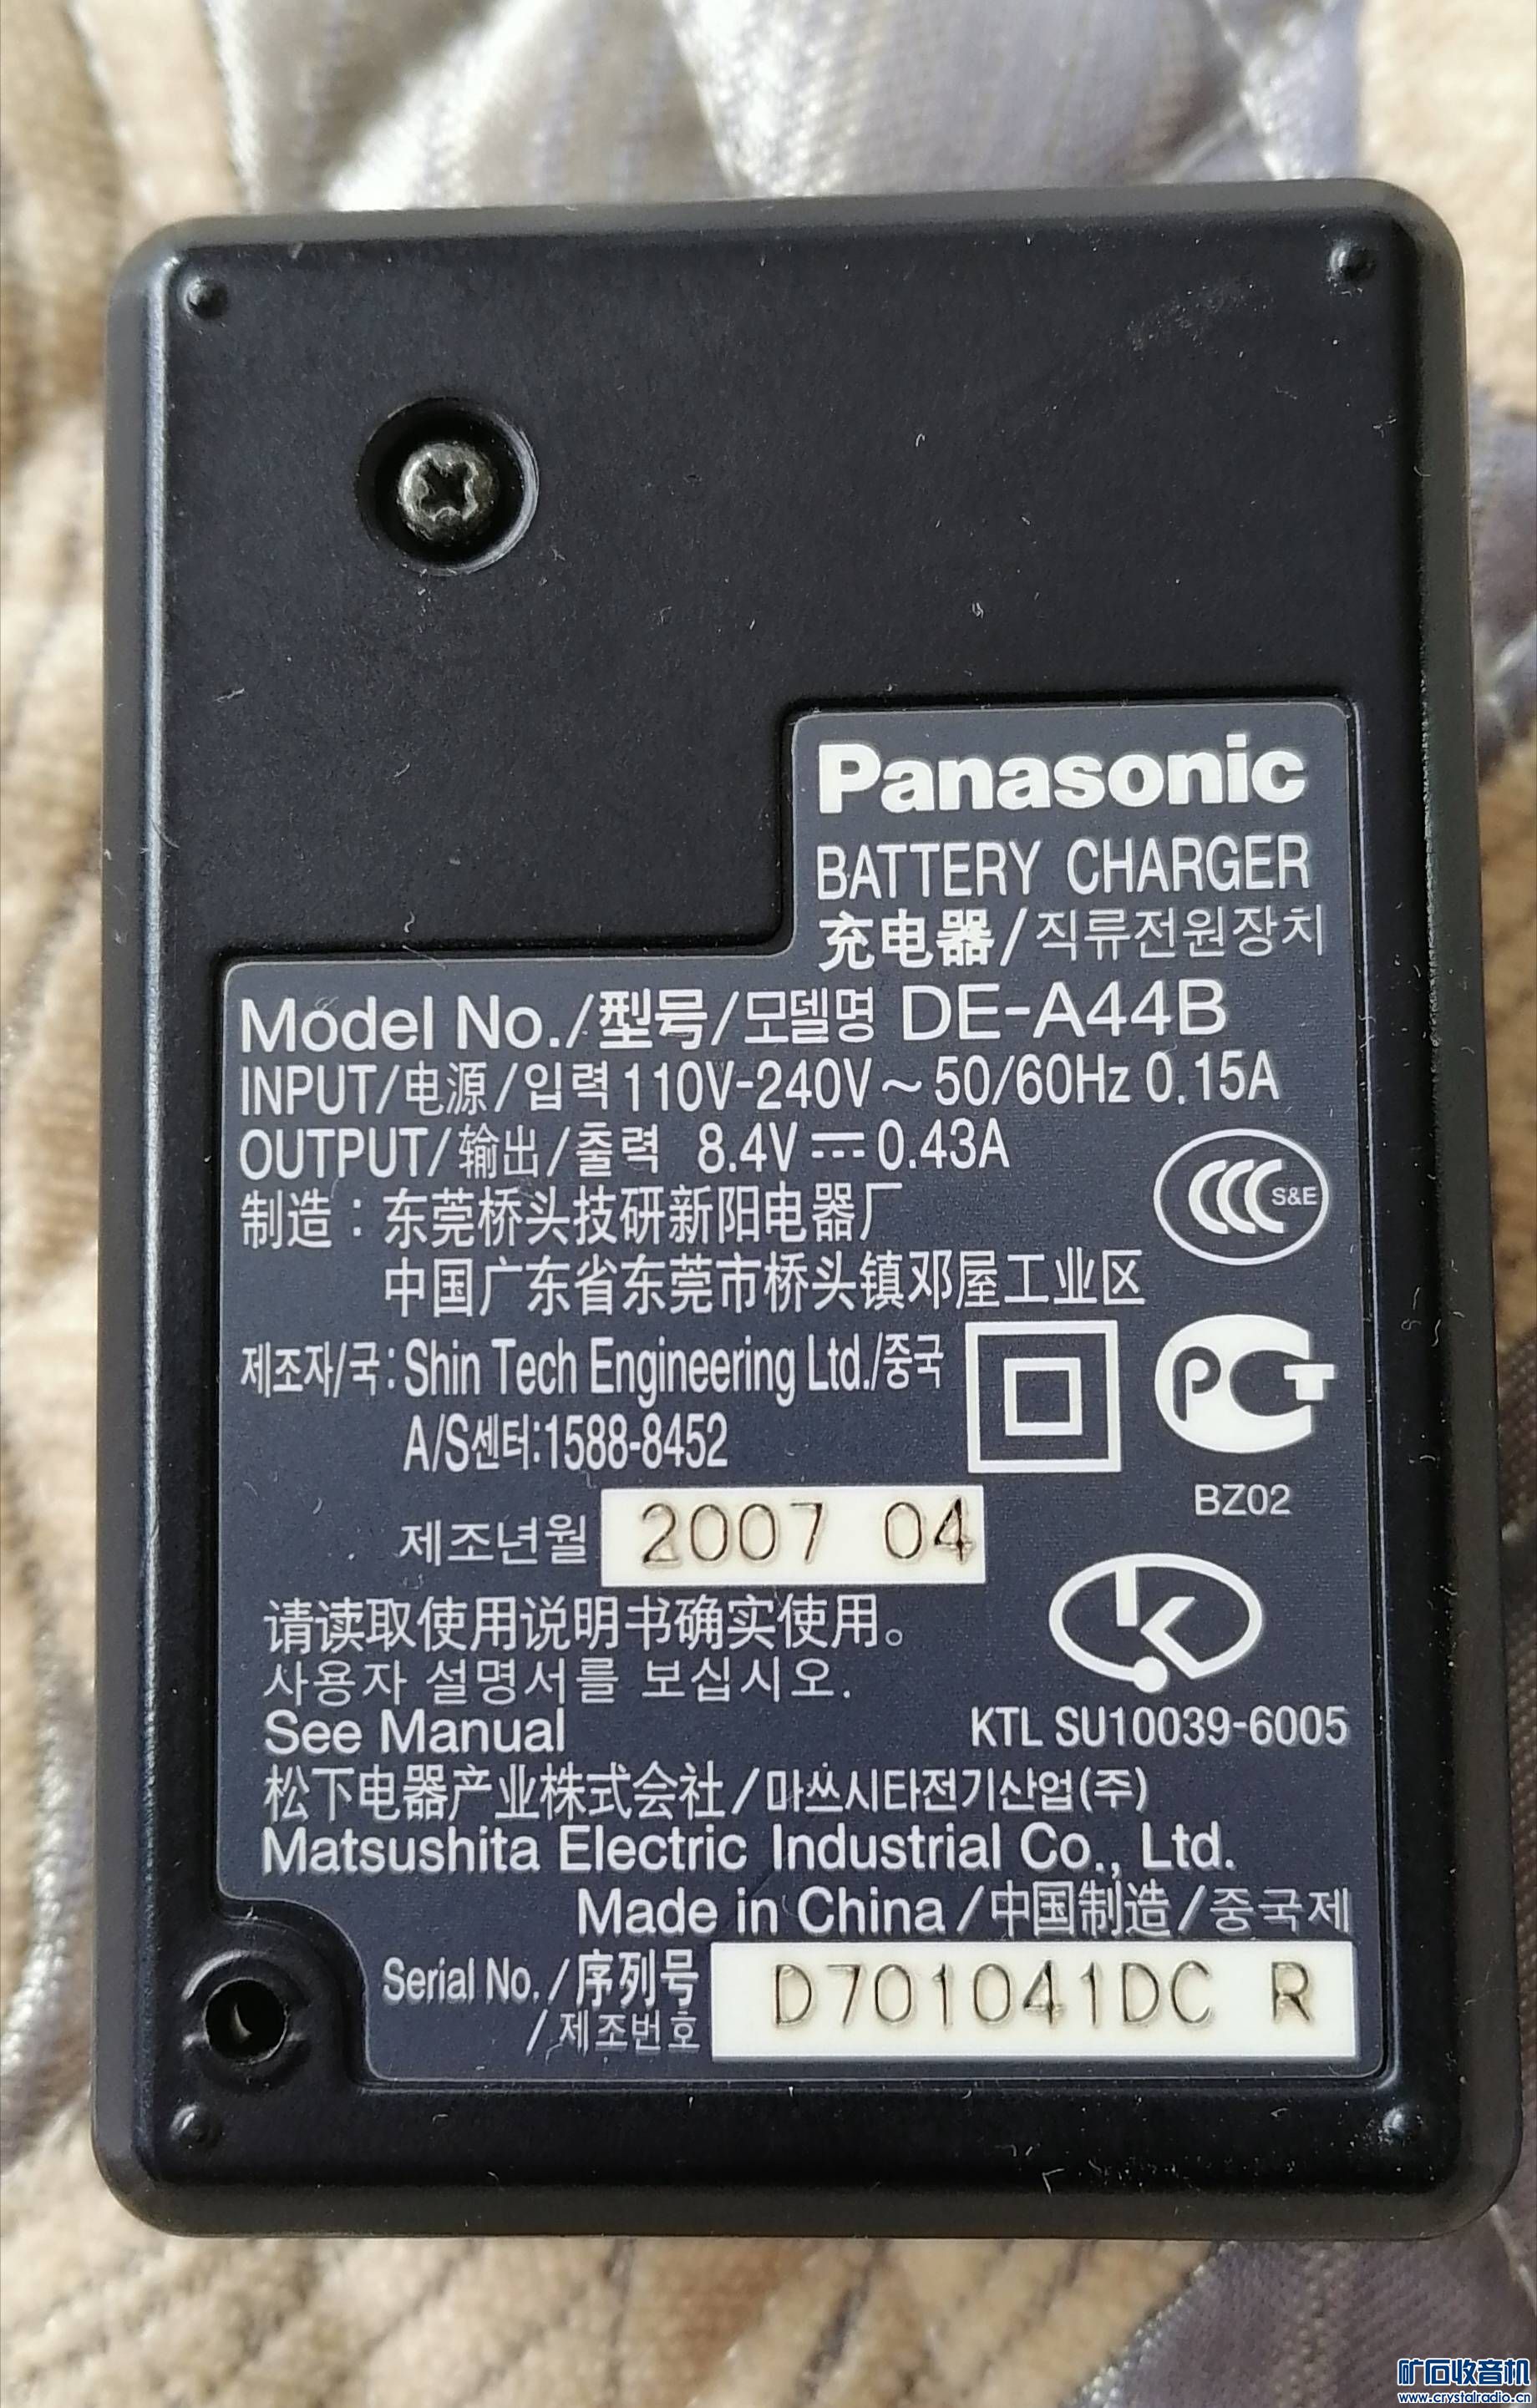 Panasonic
BATTERY CHARGER
充电器/직류전원장치
Model No./型号/모델명 DE-A44B
INPUT/电源/입력 110V-240V～50/60Hz 0.15A
OUTPUT/输出/출력 8.4V⎓0.43A
制造：东莞桥头技研新阳电器厂
中国广东省东莞市桥头镇邓屋工业区
CCC S&E
제조자/국:Shin Tech Engineering Ltd./중국
A/S센터:1588-8452
PCT
BZ02
제조년월 2007 04
请读取使用说明书确实使用。
사용자 설명서를 보십시오.
See Manual
K
KTL SU10039-6005
松下电器产业株式会社/마쓰시타전기산업(주)
Matsushita Electric Industrial Co., Ltd.
Made in China/中国制造/중국제
Serial No./序列号 D701041DC R
/제조번호
矿石收音机
www.crystalradio.cn